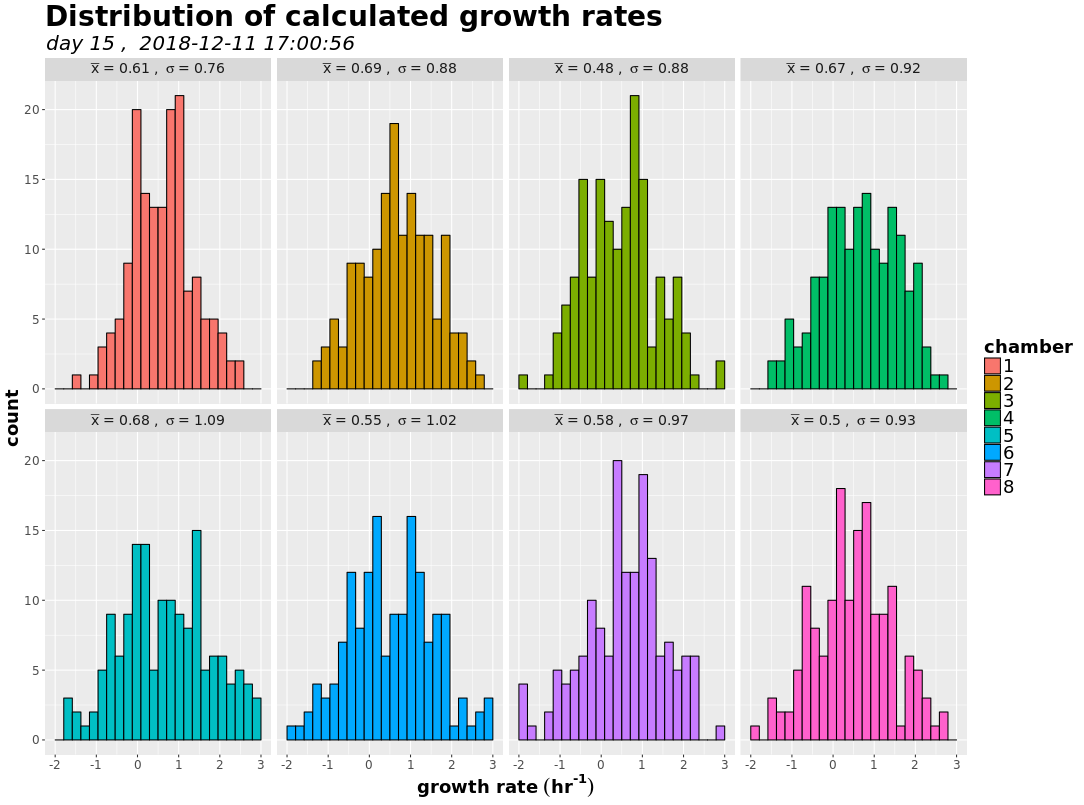 Distribution of calculated growth rates
day 15 ,  2018-12-11 17:00:56
x̅ = 0.61 ,  σ = 0.76
x̅ = 0.69 ,  σ = 0.88
x̅ = 0.48 ,  σ = 0.88
x̅ = 0.67 ,  σ = 0.92
20
15
10
5
0
count
x̅ = 0.68 ,  σ = 1.09
x̅ = 0.55 ,  σ = 1.02
x̅ = 0.58 ,  σ = 0.97
x̅ = 0.5 ,  σ = 0.93
20
15
10
5
0
-2 -1 0 1 2 3
-2 -1 0 1 2 3
-2 -1 0 1 2 3
-2 -1 0 1 2 3
growth rate (hr⁻¹)
chamber
1
2
3
4
5
6
7
8